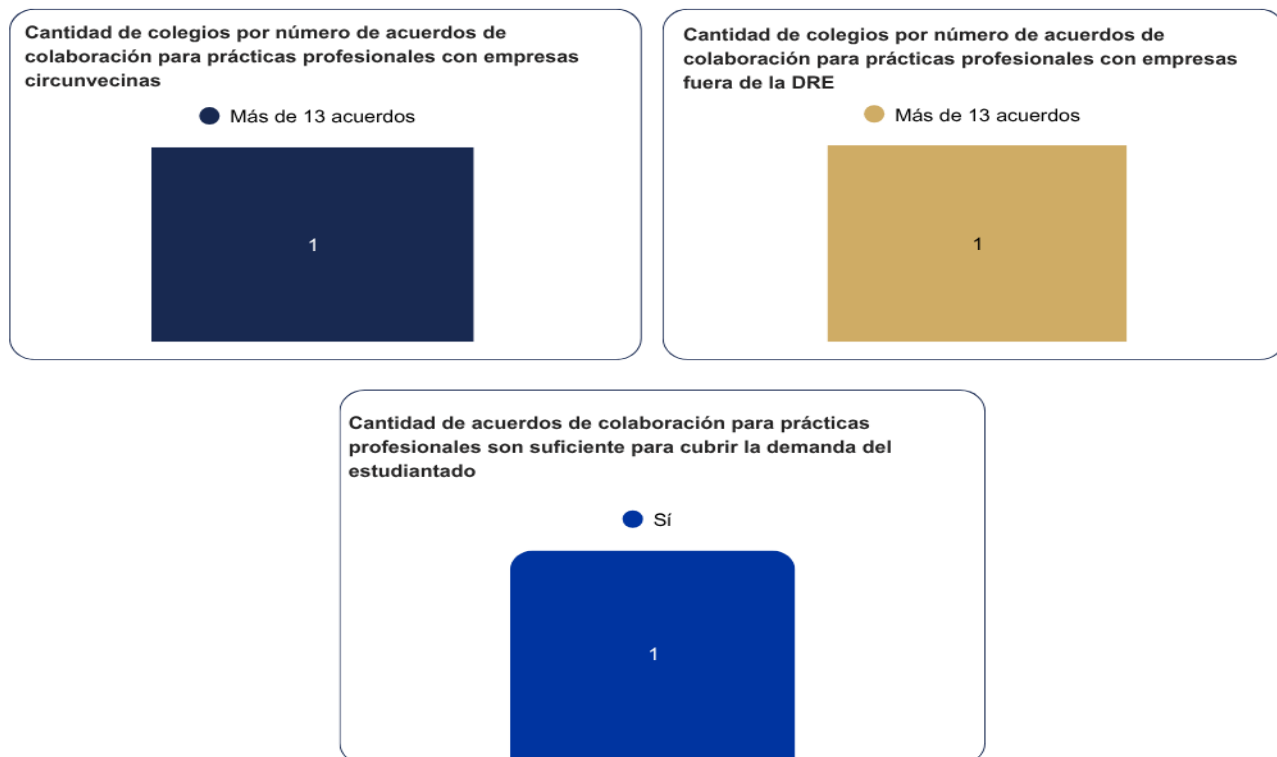 Cantidad de colegios por número de acuerdos de
colaboración para prácticas profesionales con empresas
circunvecinas
Más de 13 acuerdos
1
Cantidad de colegios por número de acuerdos de
colaboración para prácticas profesionales con empresas
fuera de la DRE
Más de 13 acuerdos
1
Cantidad de acuerdos de colaboración para prácticas
profesionales son suficiente para cubrir la demanda del
estudiantado
Sí
1